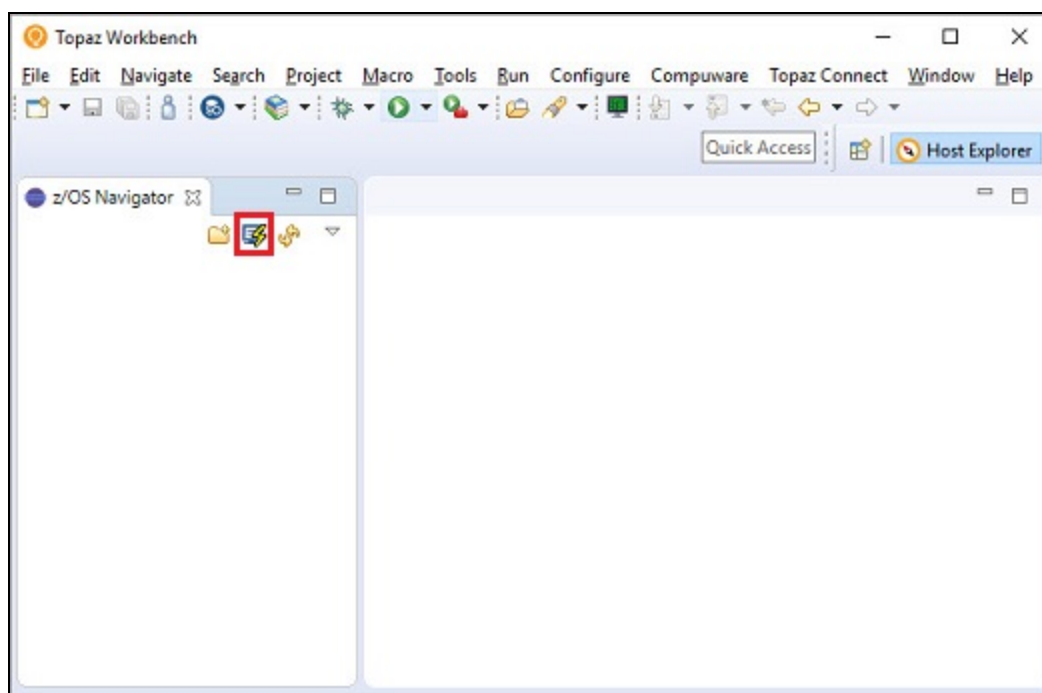 Topaz Workbench
File Edit Navigate Search Project Macro Tools Run Configure Compuware Topaz Connect Window Help
Quick Access Host Explorer
z/OS Navigator